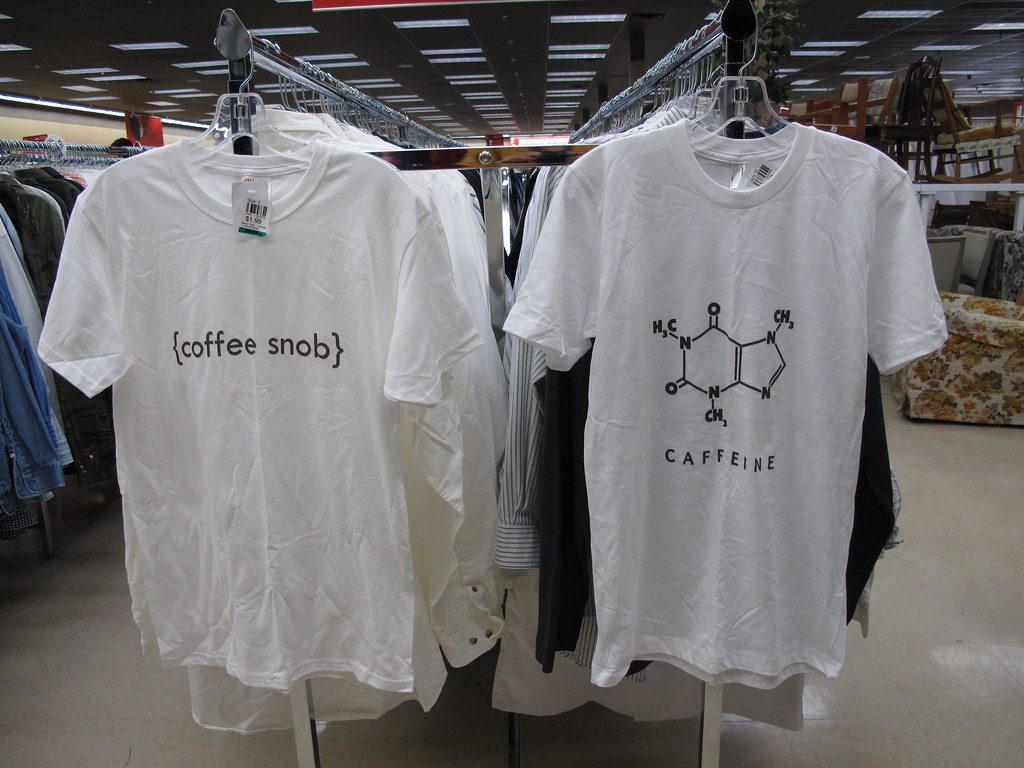 {coffee snob}
$1.99
O
H₃C
CH₃
N
N
O
N
N
CH₃
CAFFEINE